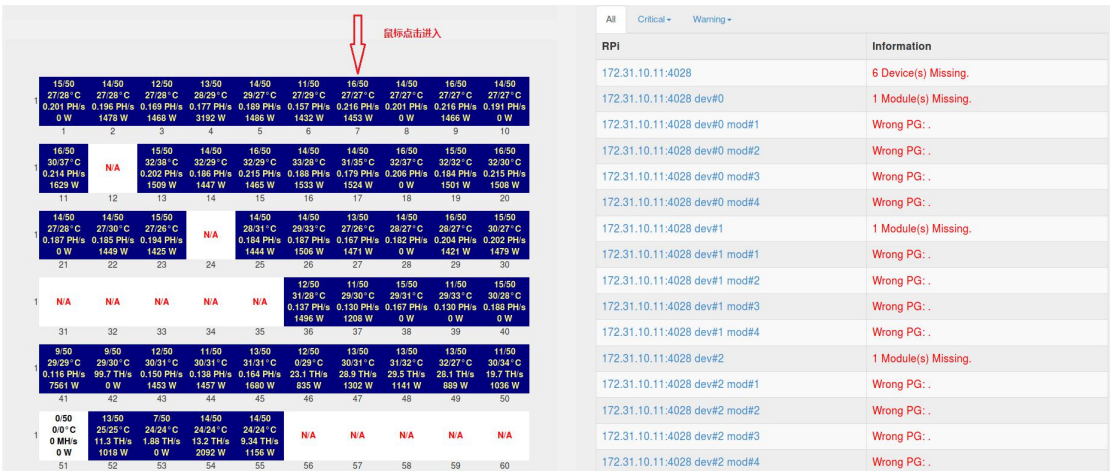 鼠标点击进入
15/50 14/50 12/50 13/50 14/50 11/50 16/50 14/50 16/50 14/50
27/28°C 27/28°C 27/28°C 28/29°C 29/27°C 27/29°C 27/27°C 27/27°C 27/27°C 27/27°C
1 0.201 PH/s 0.196 PH/s 0.169 PH/s 0.177 PH/s 0.189 PH/s 0.157 PH/s 0.216 PH/s 0.201 PH/s 0.216 PH/s 0.191 PH/s
0 W 1478 W 1468 W 3192 W 1486 W 1432 W 1453 W 0 W 1466 W 0 W
1 2 3 4 5 6 7 8 9 10
16/50 15/50 14/50 16/50 14/50 14/50 16/50 15/50 16/50
30/37°C 32/38°C 32/29°C 32/29°C 33/28°C 31/35°C 32/37°C 32/32°C 32/30°C
1 0.214 PH/s N/A 0.202 PH/s 0.186 PH/s 0.215 PH/s 0.188 PH/s 0.179 PH/s 0.206 PH/s 0.184 PH/s 0.215 PH/s
1629 W 1509 W 1447 W 1465 W 1533 W 1524 W 0 W 1501 W 1508 W
11 12 13 14 15 16 17 18 19 20
14/50 14/50 15/50 14/50 14/50 13/50 14/50 16/50 15/50
27/28°C 27/30°C 27/26°C 28/31°C 29/33°C 27/26°C 28/27°C 28/27°C 30/27°C
1 0.187 PH/s 0.185 PH/s 0.194 PH/s N/A 0.184 PH/s 0.187 PH/s 0.167 PH/s 0.182 PH/s 0.204 PH/s 0.202 PH/s
0 W 1449 W 1425 W 1444 W 1506 W 1471 W 0 W 1421 W 1479 W
21 22 23 24 25 26 27 28 29 30
12/50 11/50 15/50 11/50 15/50
31/28°C 29/30°C 29/31°C 29/33°C 30/28°C
1 N/A N/A N/A N/A N/A 0.137 PH/s 0.130 PH/s 0.167 PH/s 0.130 PH/s 0.188 PH/s
1496 W 1208 W 0 W 0 W 0 W
31 32 33 34 35 36 37 38 39 40
9/50 9/50 12/50 11/50 13/50 12/50 13/50 13/50 13/50 11/50
29/29°C 29/30°C 30/31°C 30/31°C 31/31°C 0/29°C 30/31°C 31/32°C 32/27°C 30/34°C
1 0.116 PH/s 99.7 TH/s 0.150 PH/s 0.138 PH/s 0.164 PH/s 23.1 TH/s 28.9 TH/s 29.5 TH/s 28.1 TH/s 19.7 TH/s
7561 W 0 W 1453 W 1457 W 1680 W 835 W 1302 W 1141 W 889 W 1036 W
41 42 43 44 45 46 47 48 49 50
0/50 13/50 7/50 14/50 14/50
0/0°C 25/25°C 24/24°C 24/24°C 24/24°C
1 0 MH/s 11.3 TH/s 1.88 TH/s 13.2 TH/s 9.34 TH/s N/A N/A N/A N/A N/A
0 W 1018 W 0 W 2092 W 1156 W
51 52 53 54 55 56 57 58 59 60
All Critical Warning
RPi Information
172.31.10.11:4028 6 Device(s) Missing.
172.31.10.11:4028 dev#0 1 Module(s) Missing.
172.31.10.11:4028 dev#0 mod#1 Wrong PG: .
172.31.10.11:4028 dev#0 mod#2 Wrong PG: .
172.31.10.11:4028 dev#0 mod#3 Wrong PG: .
172.31.10.11:4028 dev#0 mod#4 Wrong PG: .
172.31.10.11:4028 dev#1 1 Module(s) Missing.
172.31.10.11:4028 dev#1 mod#1 Wrong PG: .
172.31.10.11:4028 dev#1 mod#2 Wrong PG: .
172.31.10.11:4028 dev#1 mod#3 Wrong PG: .
172.31.10.11:4028 dev#1 mod#4 Wrong PG: .
172.31.10.11:4028 dev#2 1 Module(s) Missing.
172.31.10.11:4028 dev#2 mod#1 Wrong PG: .
172.31.10.11:4028 dev#2 mod#2 Wrong PG: .
172.31.10.11:4028 dev#2 mod#3 Wrong PG: .
172.31.10.11:4028 dev#2 mod#4 Wrong PG: .